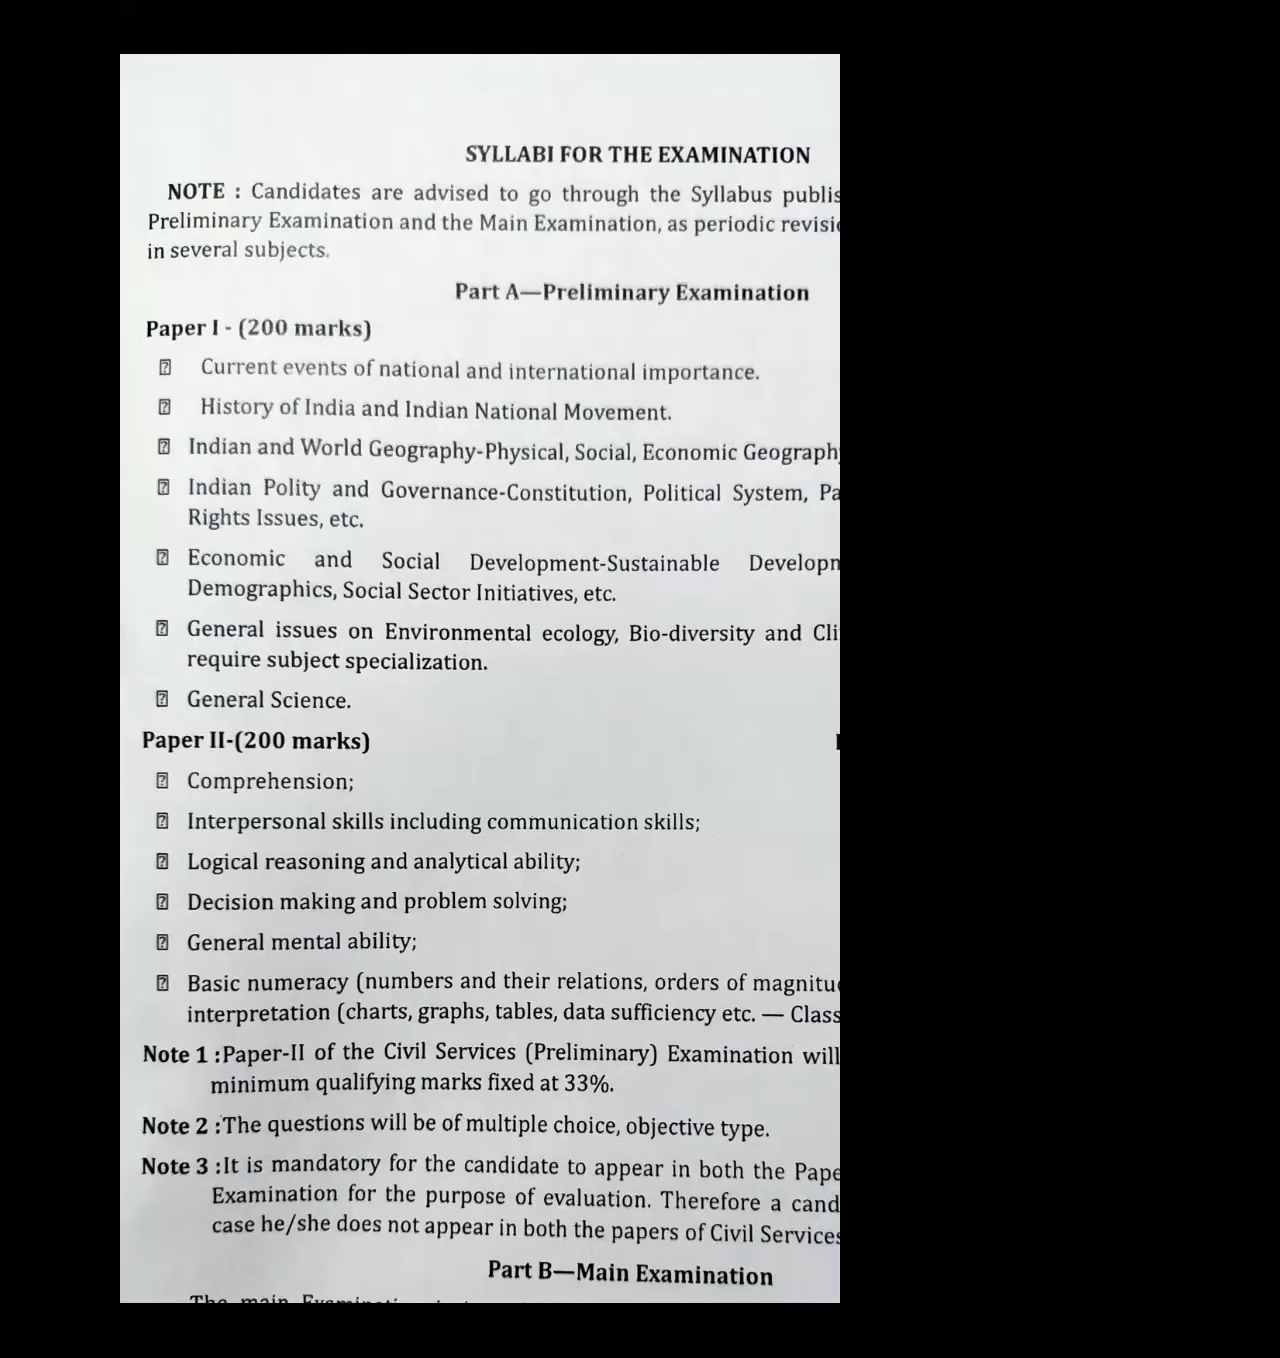 SYLLABI FOR THE EXAMINATION
NOTE : Candidates are advised to go through the Syllabus
Preliminary Examination and the Main Examination, as periodic
in several subjects.
Part A—Preliminary Examination
Paper I - (200 marks)
Current events of national and international importance.
History of India and Indian National Movement.
Indian and World Geography-Physical, Social, Economic
Indian Polity and Governance-Constitution, Political System,
Rights Issues, etc.
Economic and Social Development-Sustainable
Demographics, Social Sector Initiatives, etc.
General issues on Environmental ecology, Bio-diversity and
require subject specialization.
General Science.
Paper II-(200 marks)
Comprehension;
Interpersonal skills including communication skills;
Logical reasoning and analytical ability;
Decision making and problem solving;
General mental ability;
Basic numeracy (numbers and their relations, orders of
interpretation (charts, graphs, tables, data sufficiency etc. — Class
Note 1 :Paper-II of the Civil Services (Preliminary) Examination will
minimum qualifying marks fixed at 33%.
Note 2 :The questions will be of multiple choice, objective type.
Note 3 :It is mandatory for the candidate to appear in both the
Examination for the purpose of evaluation. Therefore a
case he/she does not appear in both the papers of Civil Services
Part B—Main Examination
The main